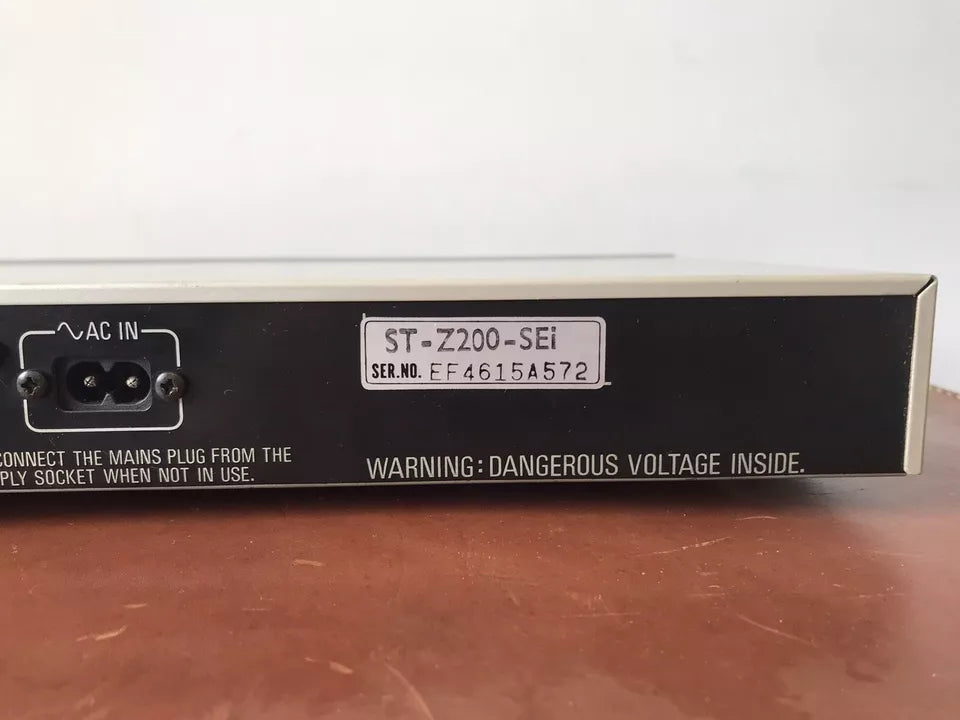 AC IN
ST-Z200-SEi
SER.NO. EF4615A572
CONNECT THE MAINS PLUG FROM THE
PLY SOCKET WHEN NOT IN USE.
WARNING: DANGEROUS VOLTAGE INSIDE.